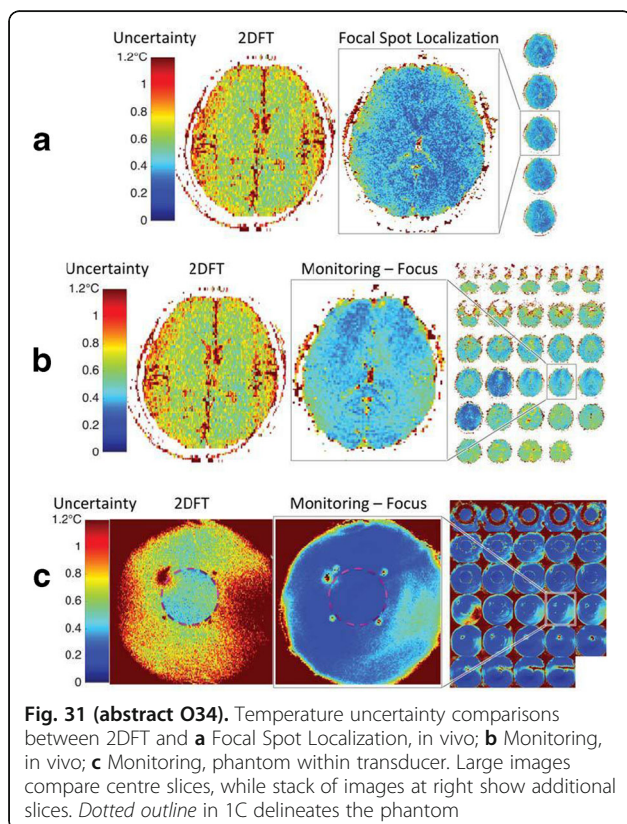 Uncertainty 2DFT Focal Spot Localization
1.2°C
1
0.8
0.6
0.4
0.2
0
a
Uncertainty 2DFT Monitoring – Focus
1.2°C
1
0.8
0.6
0.4
0.2
0
b
Uncertainty 2DFT Monitoring – Focus
1.2°C
1
0.8
0.6
0.4
0.2
0
c
Fig. 31 (abstract O34). Temperature uncertainty comparisons
between 2DFT and a Focal Spot Localization, in vivo; b Monitoring,
in vivo; c Monitoring, phantom within transducer. Large images
compare centre slices, while stack of images at right show additional
slices. Dotted outline in 1C delineates the phantom